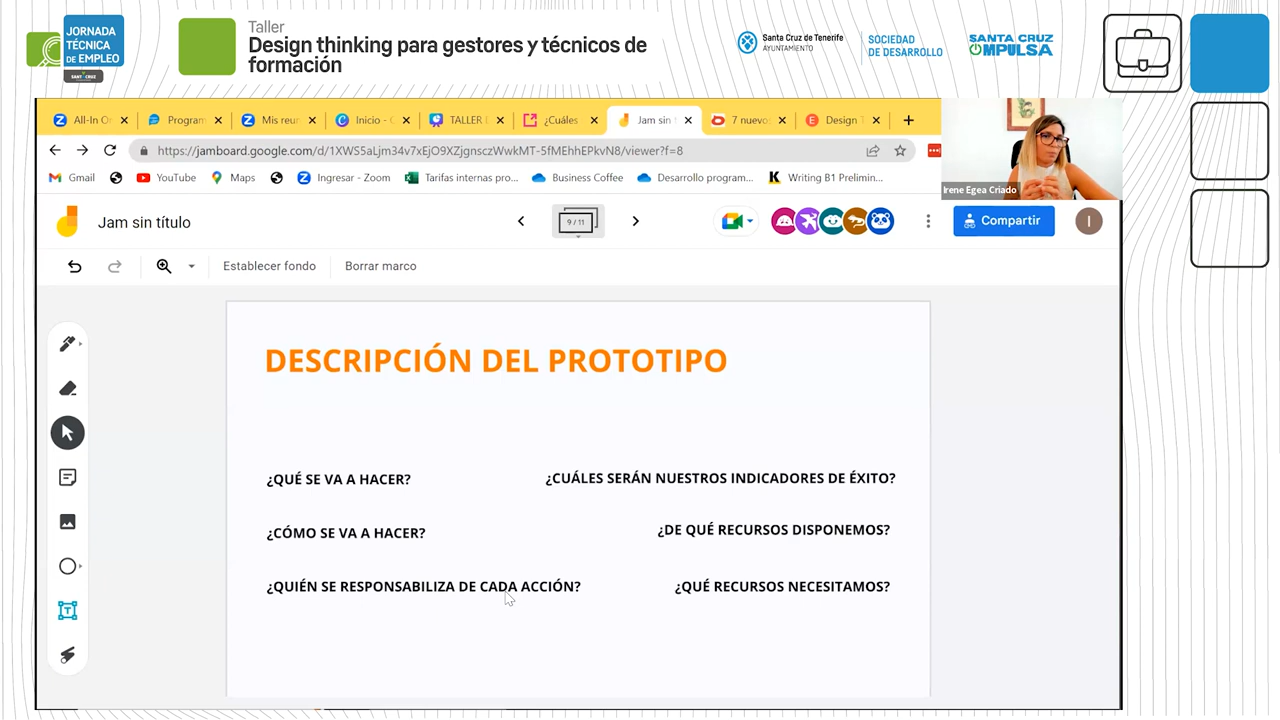 JORNADA
TÉCNICA
DE EMPLEO
Taller
Design thinking para gestores y técnicos de
formación
Santa Cruz de Tenerife
AYUNTAMIENTO
SOCIEDAD
DE DESARROLLO
SANTA CRUZ
IMPULSA
All-In O
Program
Mis reun
Inicio - C
TALLER I
¿Cuáles
Jam sin t
7 nuevos
Design T
https://jamboard.google.com/d/1XVS5aLjm34v7xEjO9XZjgnsczWwkMT-5fMEhhEPkvN8/viewer?f=8
Gmail
YouTube
Maps
Ingresar - Zoom
Tarifas internas pro...
Business Coffee
Desarrollo program...
Writing B1 Prelimin...
Irene Egea Criado
Jam sin título
9 / 11
Compartir
I
Establecer fondo
Borrar marco
DESCRIPCIÓN DEL PROTOTIPO
¿QUÉ SE VA A HACER?
¿CUÁLES SERÁN NUESTROS INDICADORES DE ÉXITO?
¿CÓMO SE VA A HACER?
¿DE QUÉ RECURSOS DISPONEMOS?
¿QUIÉN SE RESPONSABILIZA DE CADA ACCIÓN?
¿QUÉ RECURSOS NECESITAMOS?